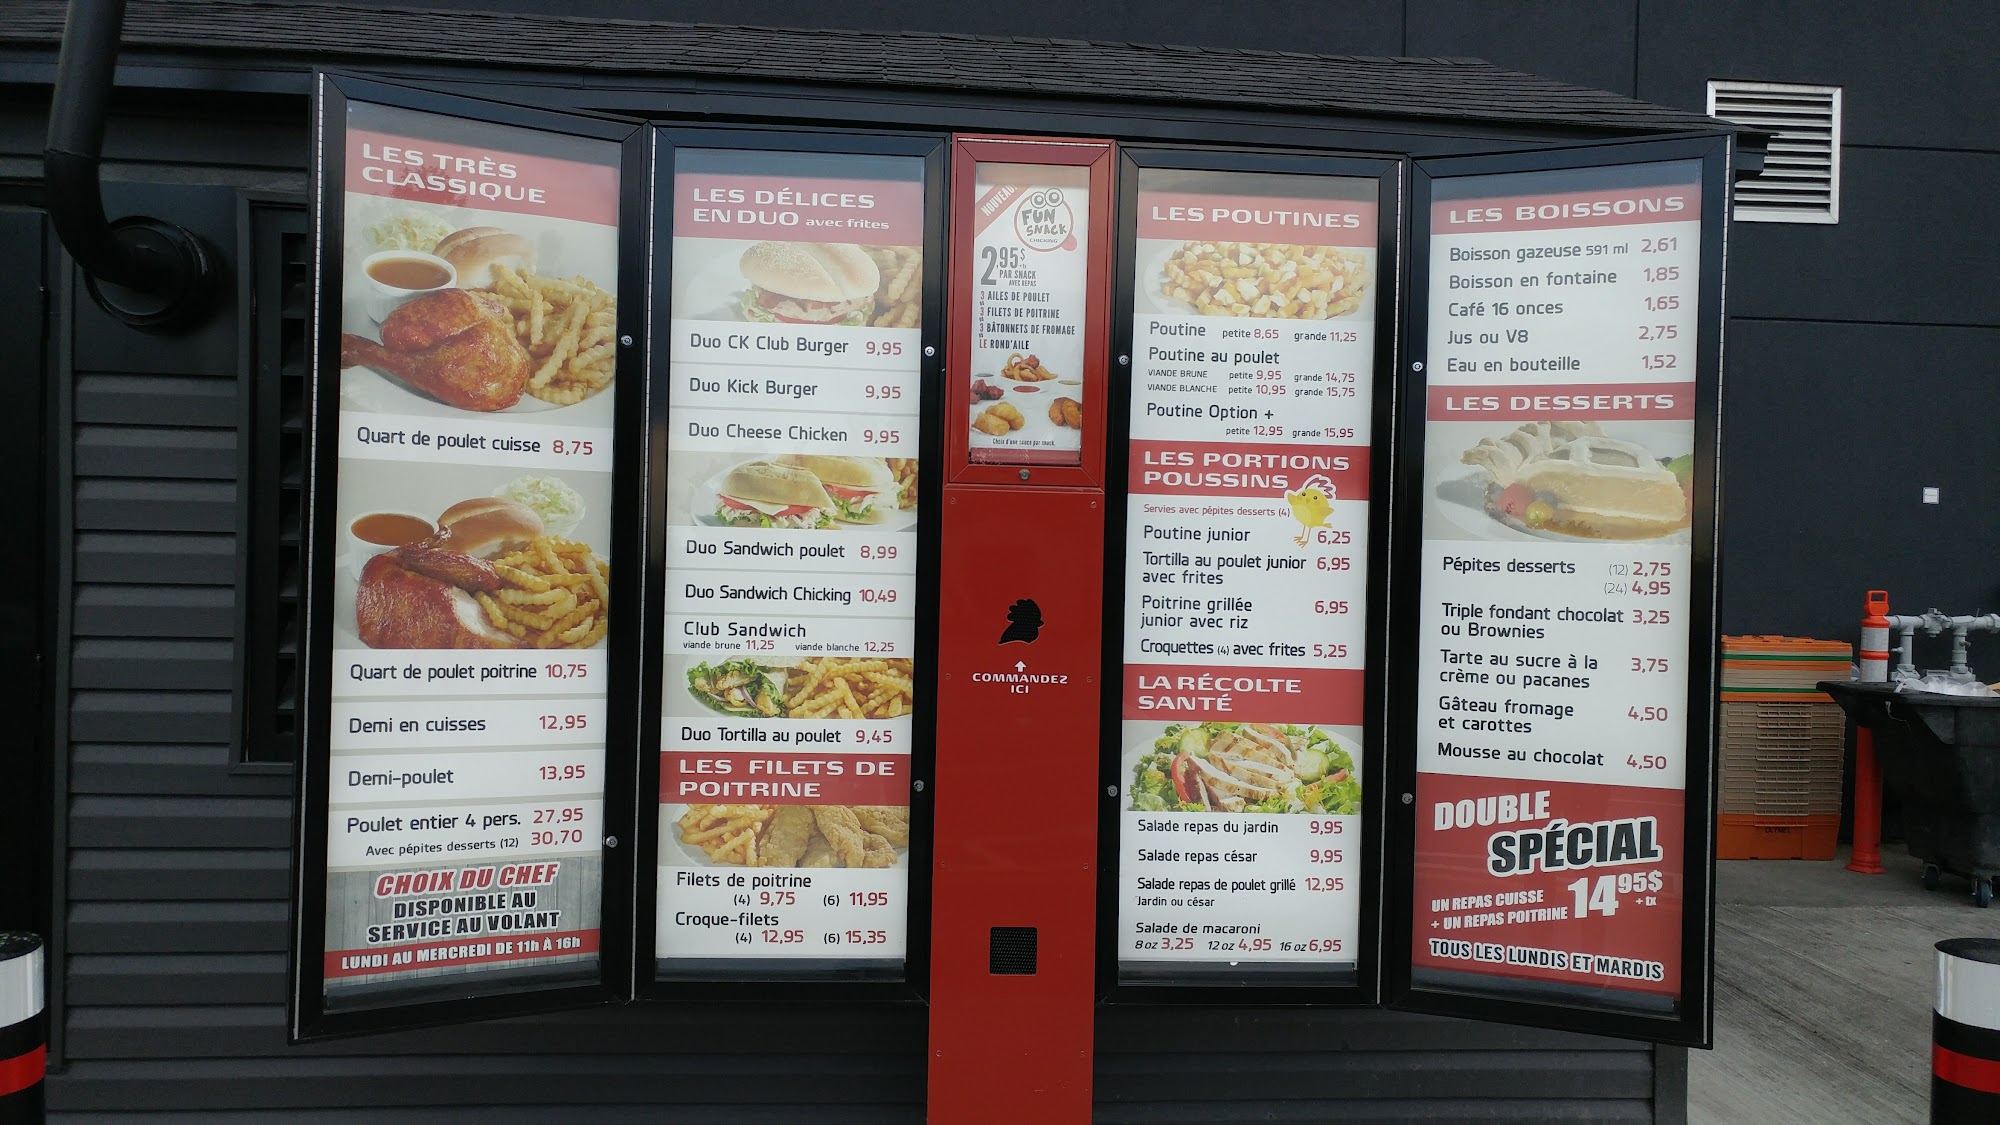 LES TRÈS
CLASSIQUE
Quart de poulet cuisse 8,75
Quart de poulet poitrine 10,75
Demi en cuisses 12,95
Demi-poulet 13,95
Poulet entier 4 pers. 27,95
Avec pépites desserts (12) 30,70
CHOIX DU CHEF
DISPONIBLE AU
SERVICE AU VOLANT
LUNDI AU MERCREDI DE 11h À 16h
LES DÉLICES
EN DUO avec frites
Duo CK Club Burger 9,95
Duo Kick Burger 9,95
Duo Cheese Chicken 9,95
Duo Sandwich poulet 8,99
Duo Sandwich Chicking 10,49
Club Sandwich
viande brune 11,25 viande blanche 12,25
Duo Tortilla au poulet 9,45
LES FILETS DE
POITRINE
Filets de poitrine
(4) 9,75 (6) 11,95
Croque-filets
(4) 12,95 (6) 15,35
NOUVEAU!
FUN
SNACK
CHICKING
2,95$
+tx
PAR SNACK
AVEC REPAS
3 AILES DE POULET
3 FILETS DE POITRINE
3 BÂTONNETS DE FROMAGE
LE ROND'AILE
Choix d'une sauce par snack
COMMANDEZ
ICI
LES POUTINES
Poutine petite 8,65 grande 11,25
Poutine au poulet
VIANDE BRUNE petite 9,95 grande 14,75
VIANDE BLANCHE petite 10,95 grande 15,75
Poutine Option +
petite 12,95 grande 15,95
LES PORTIONS
POUSSINS
Servies avec pépites desserts (4)
Poutine junior 6,25
Tortilla au poulet junior 6,95
avec frites
Poitrine grillée 6,95
junior avec riz
Croquettes (4) avec frites 5,25
LA RÉCOLTE
SANTÉ
Salade repas du jardin 9,95
Salade repas césar 9,95
Salade repas de poulet grillé 12,95
Jardin ou césar
Salade de macaroni
8 oz 3,25 12 oz 4,95 16 oz 6,95
LES BOISSONS
Boisson gazeuse 591 ml 2,61
Boisson en fontaine 1,85
Café 16 onces 1,65
Jus ou V8 2,75
Eau en bouteille 1,52
LES DESSERTS
Pépites desserts (12) 2,75
(24) 4,95
Triple fondant chocolat 3,25
ou Brownies
Tarte au sucre à la 3,75
crème ou pacanes
Gâteau fromage 4,50
et carottes
Mousse au chocolat 4,50
DOUBLE
SPÉCIAL
UN REPAS CUISSE
+ UN REPAS POITRINE 14,95$
+ tx
TOUS LES LUNDIS ET MARDIS